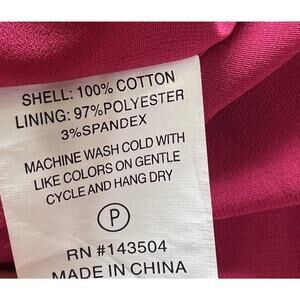 SHELL: 100% COTTON
LINING: 97%POLYESTER
3%SPANDEX
MACHINE WASH COLD WITH
LIKE COLORS ON GENTLE
CYCLE AND HANG DRY
P
RN #143504
MADE IN CHINA